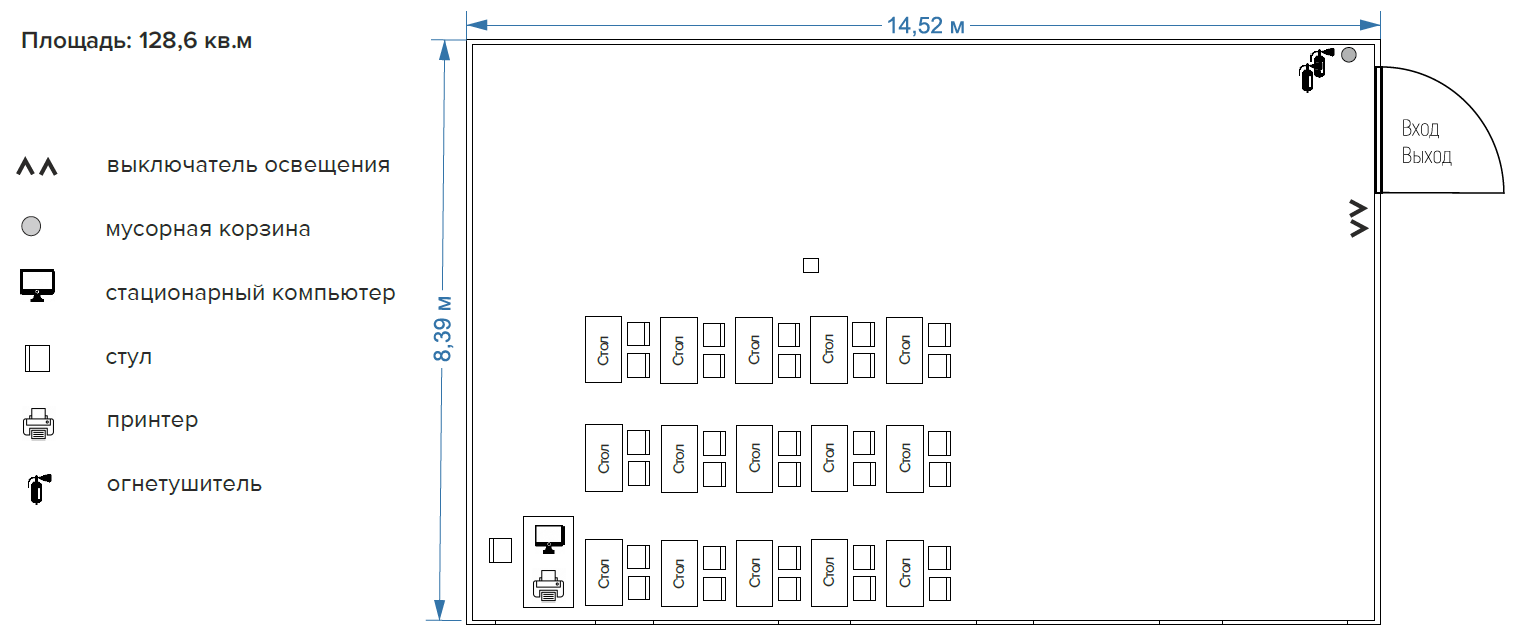 Площадь: 128,6 кв.м
14,52 м
Вход
Выход
выключатель освещения
мусорная корзина
стационарный компьютер
стул
принтер
огнетушитель
8,39 м
Стол Стол Стол Стол Стол
Стол Стол Стол Стол Стол
Стол Стол Стол Стол Стол